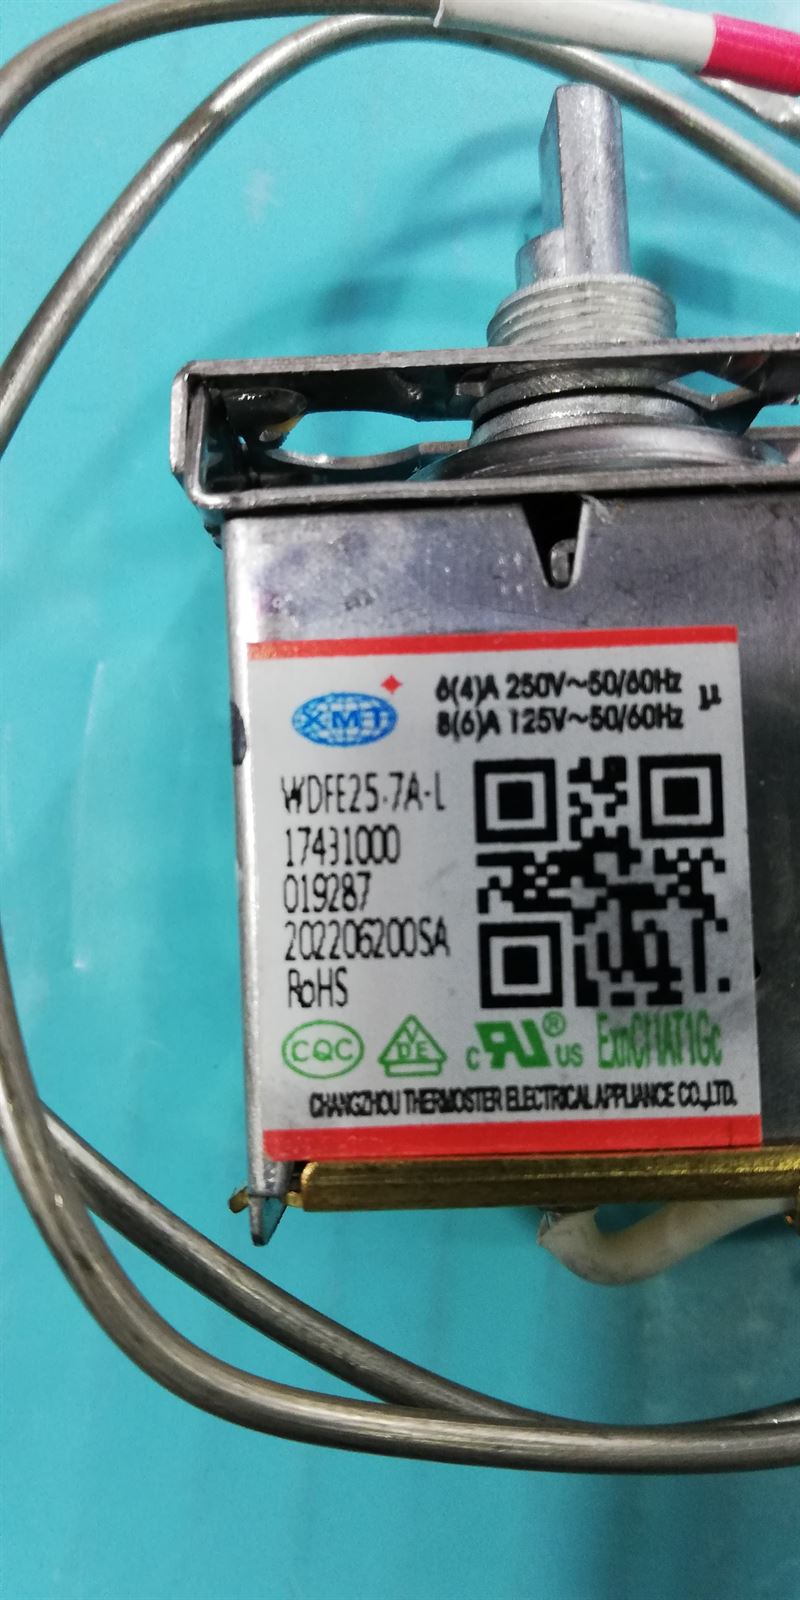 XMT
6(4)A 250V~50/60Hz
8(6)A 125V~50/60Hz
µ
WDFE25.7A-L
17431000
019287
202206200SA
RoHS
CQC
VDE
c RU ® US
CHANGZHOU THERMOSTER ELECTRICAL APPLIANCE CO.,LTD.